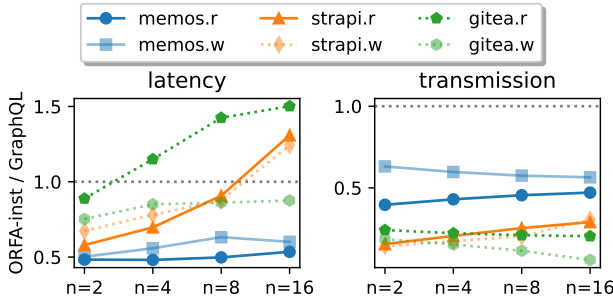 memos.r strapi.r gitea.r
memos.w strapi.w gitea.w
latency transmission
ORFA-inst / GraphQL
1.5
1.0
0.5
n=2 n=4 n=8 n=16
1.0
0.5
n=2 n=4 n=8 n=16